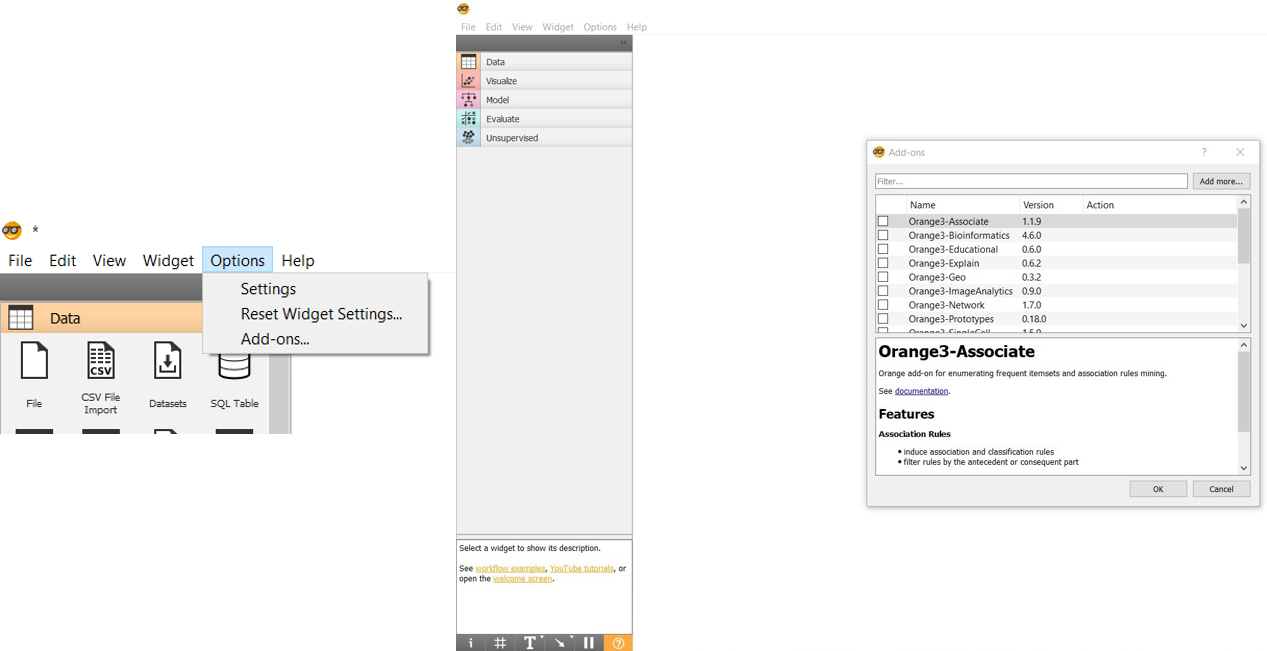 *
File Edit View Widget Options Help
Settings
Reset Widget Settings...
Add-ons...
Data
CSV
File
CSV File
Import
Datasets
SQL Table
File Edit View Widget Options Help
Data
Visualize
Model
Evaluate
Unsupervised
Select a widget to show its description.
See workflow examples, YouTube tutorials, or
open the welcome screen.
Add-ons ?
Filter... Add more...
Name Version Action
Orange3-Associate 1.1.9
Orange3-Bioinformatics 4.6.0
Orange3-Educational 0.6.0
Orange3-Explain 0.6.2
Orange3-Geo 0.3.2
Orange3-ImageAnalytics 0.9.0
Orange3-Network 1.7.0
Orange3-Prototypes 0.18.0
Orange3-SingleCell 1.5.0
Orange3-Associate
Orange add-on for enumerating frequent itemsets and association rules mining.
See documentation.
Features
Association Rules
• induce association and classification rules
• filter rules by the antecedent or consequent part
OK Cancel
i # T ?